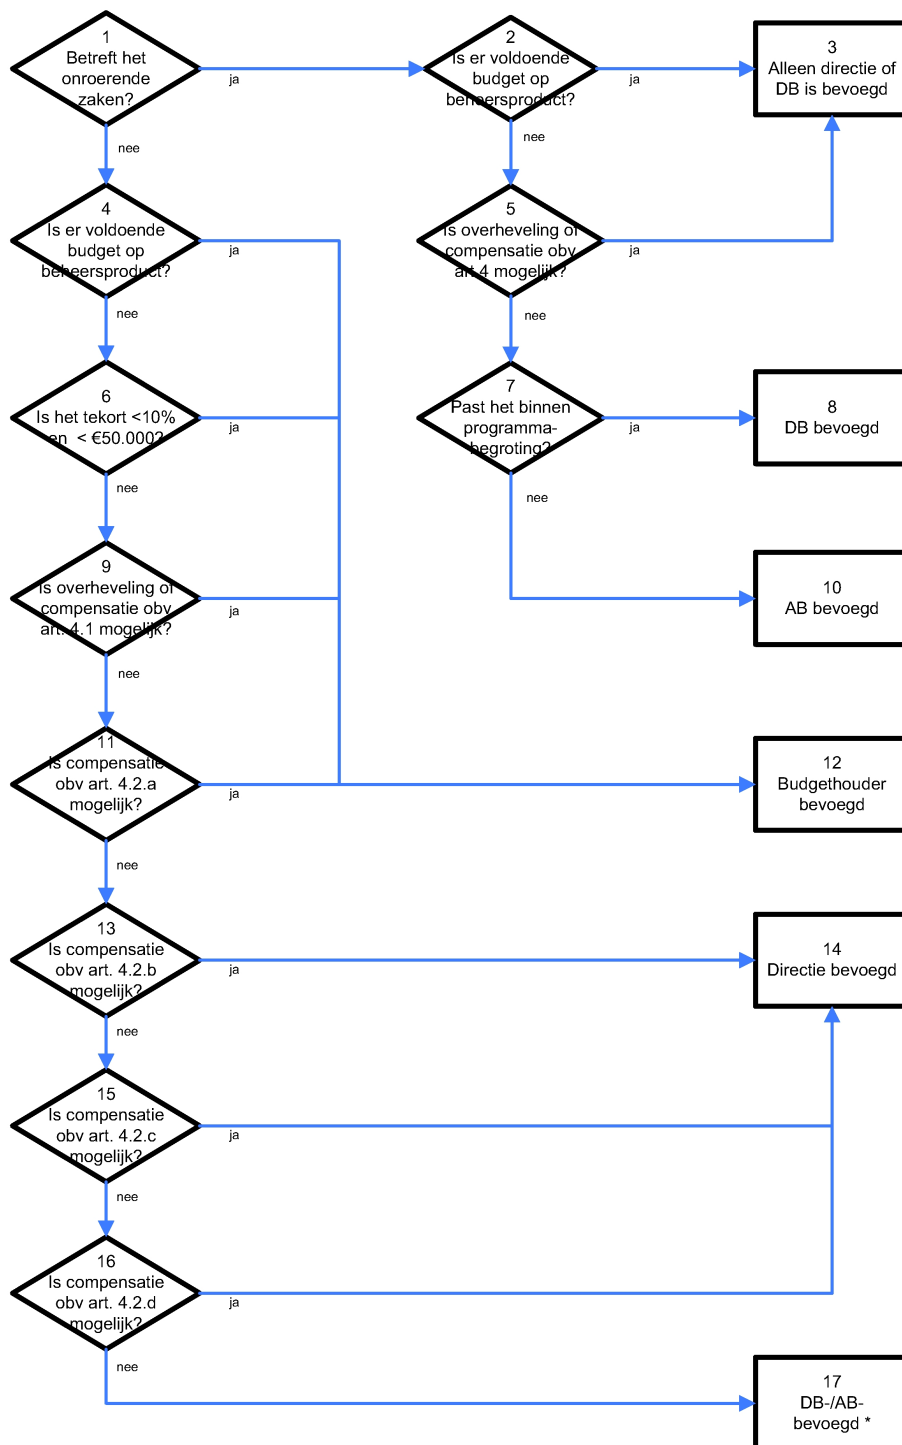 1
Betreft het
onroerende
zaken?
ja
nee
2
Is er voldoende
budget op
beheersproduct?
ja
nee
3
Alleen directie of
DB is bevoegd
4
Is er voldoende
budget op
beheersproduct?
ja
nee
5
Is overheveling of
compensatie obv
art.4 mogelijk?
ja
nee
6
Is het tekort <10%
en < €50.000?
ja
nee
7
Past het binnen
programma-
begroting?
ja
nee
8
DB bevoegd
9
Is overheveling of
compensatie obv
art. 4.1 mogelijk?
ja
nee
10
AB bevoegd
11
Is compensatie
obv art. 4.2.a
mogelijk?
ja
nee
12
Budgethouder
bevoegd
13
Is compensatie
obv art. 4.2.b
mogelijk?
ja
nee
14
Directie bevoegd
15
Is compensatie
obv art. 4.2.c
mogelijk?
ja
nee
16
Is compensatie
obv art. 4.2.d
mogelijk?
ja
nee
17
DB-/AB-
bevoegd *